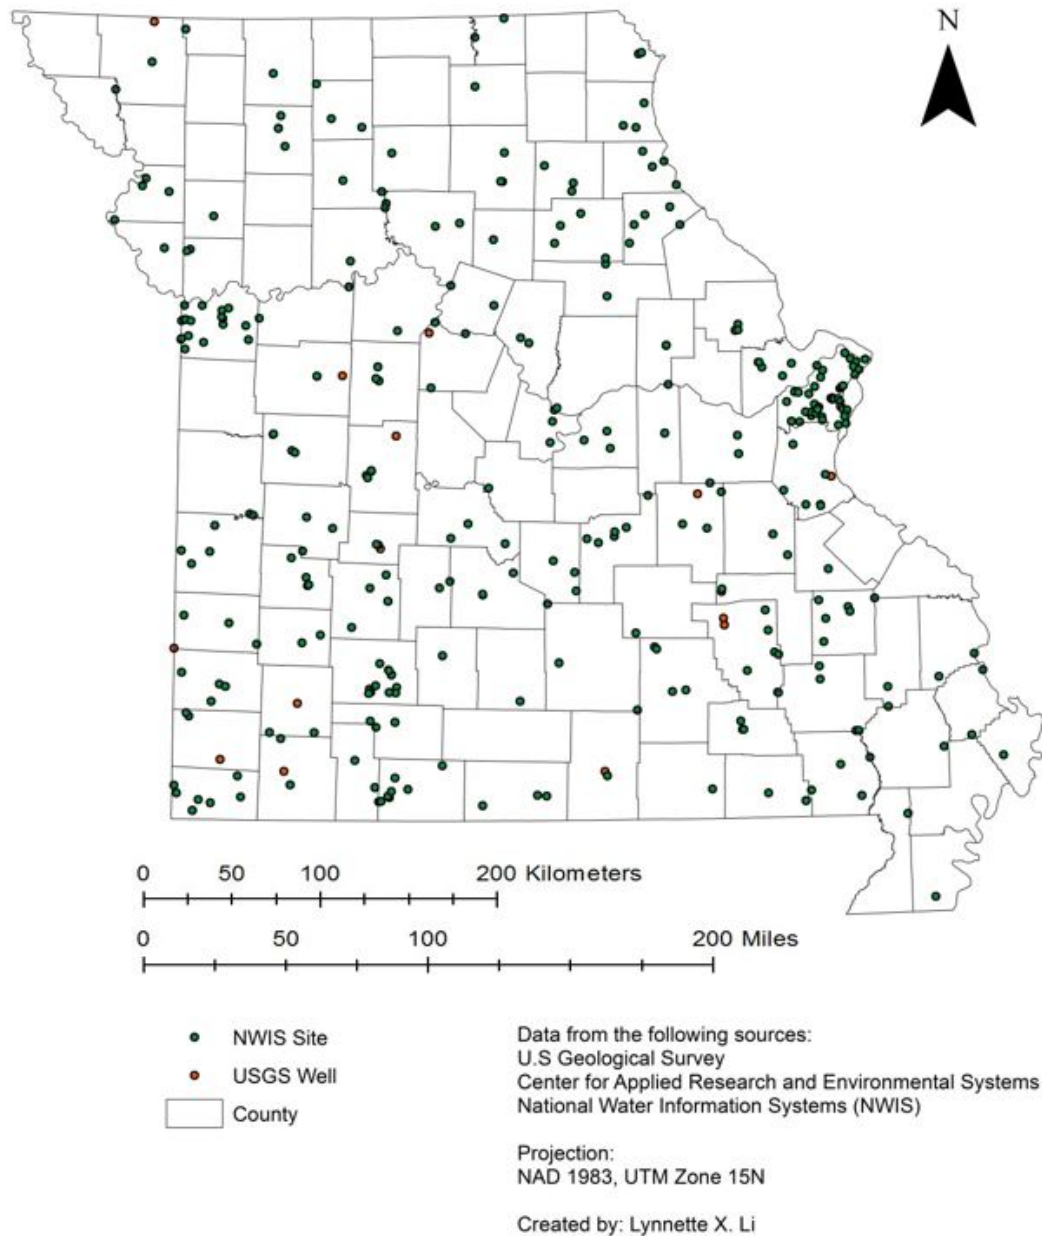 N
0 50 100 200 Kilometers
0 50 100 200 Miles
NWIS Site
USGS Well
County
Data from the following sources:
U.S Geological Survey
Center for Applied Research and Environmental Systems
National Water Information Systems (NWIS)
Projection:
NAD 1983, UTM Zone 15N
Created by: Lynnette X. Li